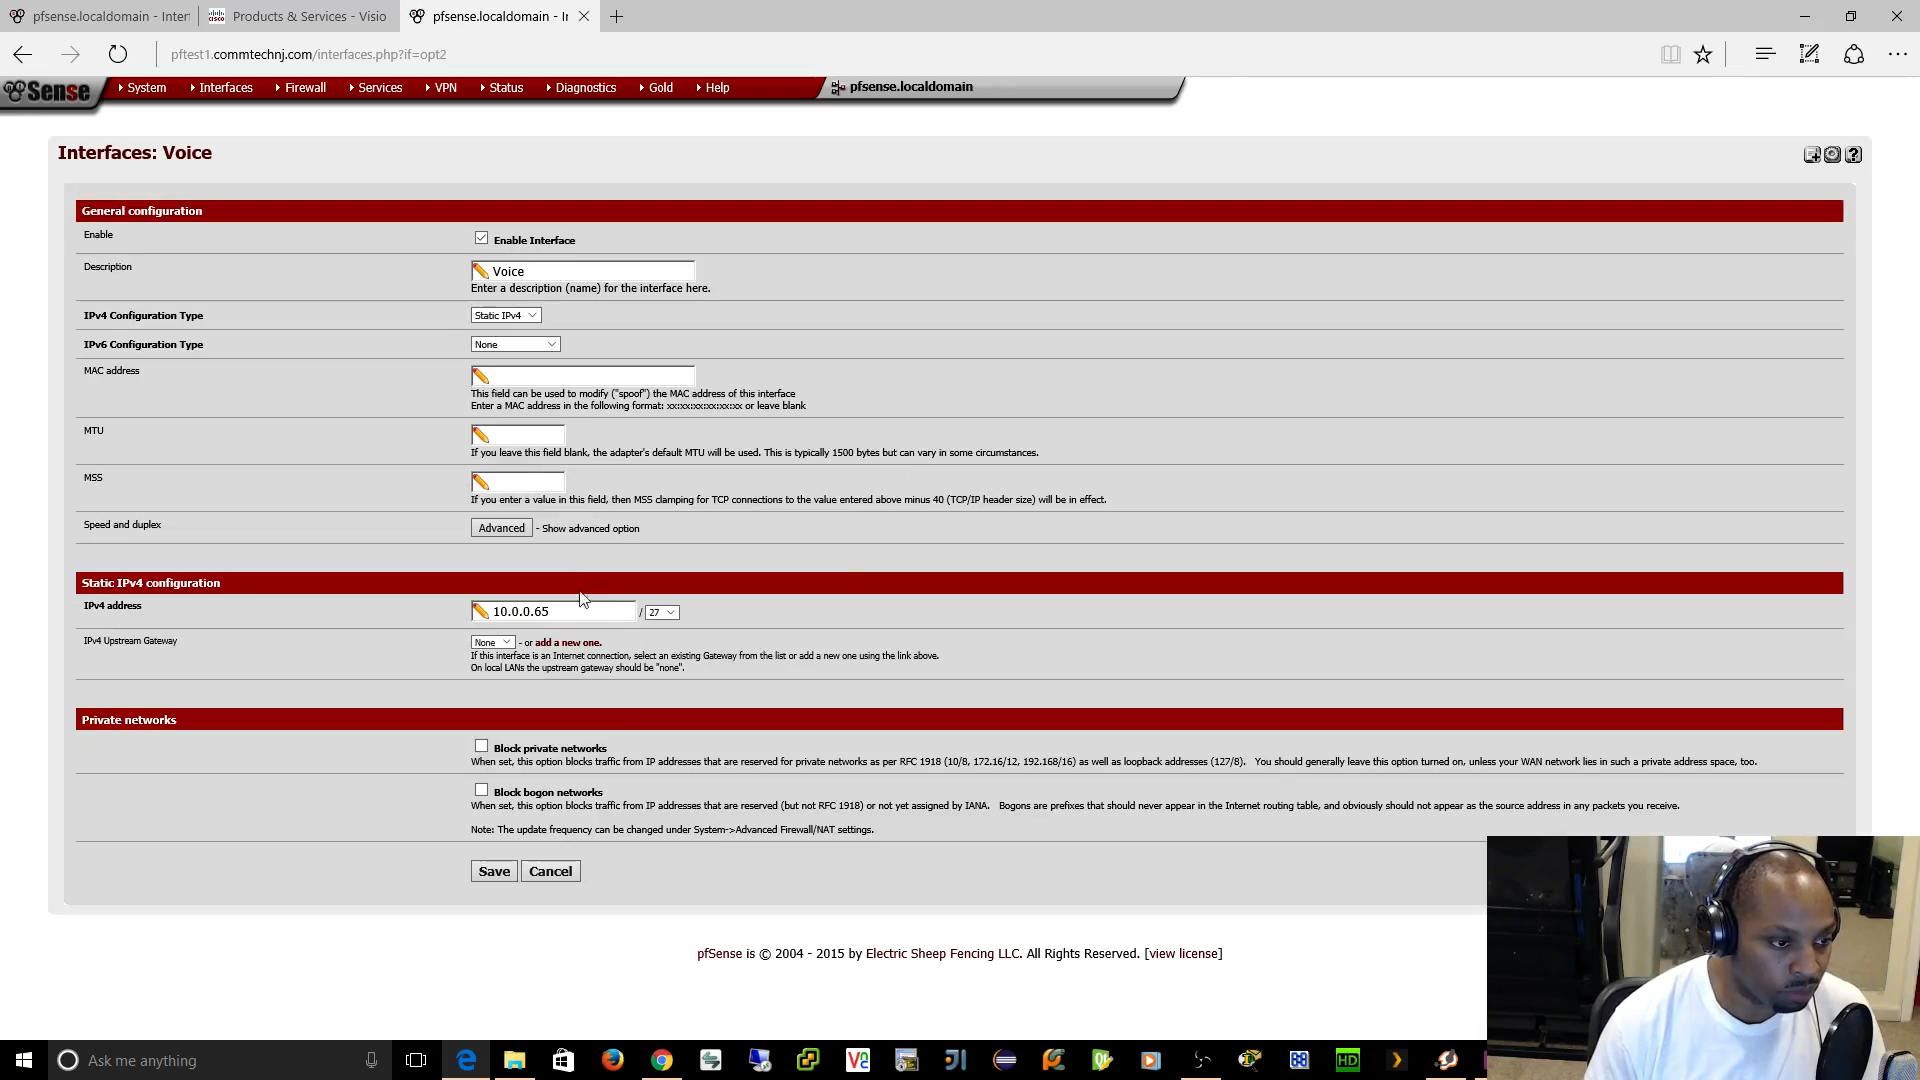 pfsense.localdomain - Interf
Products & Services - Visio
pfsense.localdomain - Ir
pftest1.commtechnj.com/interfaces.php?if=opt2
Sense
System
Interfaces
Firewall
Services
VPN
Status
Diagnostics
Gold
Help
pfsense.localdomain
Interfaces: Voice
General configuration
Enable
Enable Interface
Description
Voice
Enter a description (name) for the interface here.
IPv4 Configuration Type
Static IPv4
IPv6 Configuration Type
None
MAC address
This field can be used to modify ("spoof") the MAC address of this interface
Enter a MAC address in the following format: xx:xx:xx:xx:xx:xx or leave blank
MTU
If you leave this field blank, the adapter's default MTU will be used. This is typically 1500 bytes but can vary in some circumstances.
MSS
If you enter a value in this field, then MSS clamping for TCP connections to the value entered above minus 40 (TCP/IP header size) will be in effect.
Speed and duplex
Advanced - Show advanced option
Static IPv4 configuration
IPv4 address
10.0.0.65 / 27
IPv4 Upstream Gateway
None - or add a new one.
If this interface is an Internet connection, select an existing Gateway from the list or add a new one using the link above.
On local LANs the upstream gateway should be "none".
Private networks
Block private networks
When set, this option blocks traffic from IP addresses that are reserved for private networks as per RFC 1918 (10/8, 172.16/12, 192.168/16) as well as loopback addresses (127/8). You should generally leave this option turned on, unless your WAN network lies in such a private address space, too.
Block bogon networks
When set, this option blocks traffic from IP addresses that are reserved (but not RFC 1918) or not yet assigned by IANA. Bogons are prefixes that should never appear in the Internet routing table, and obviously should not appear as the source address in any packets you receive.
Note: The update frequency can be changed under System->Advanced Firewall/NAT settings.
Save
Cancel
pfSense is © 2004 - 2015 by Electric Sheep Fencing LLC. All Rights Reserved. [view license]
Ask me anything
HD